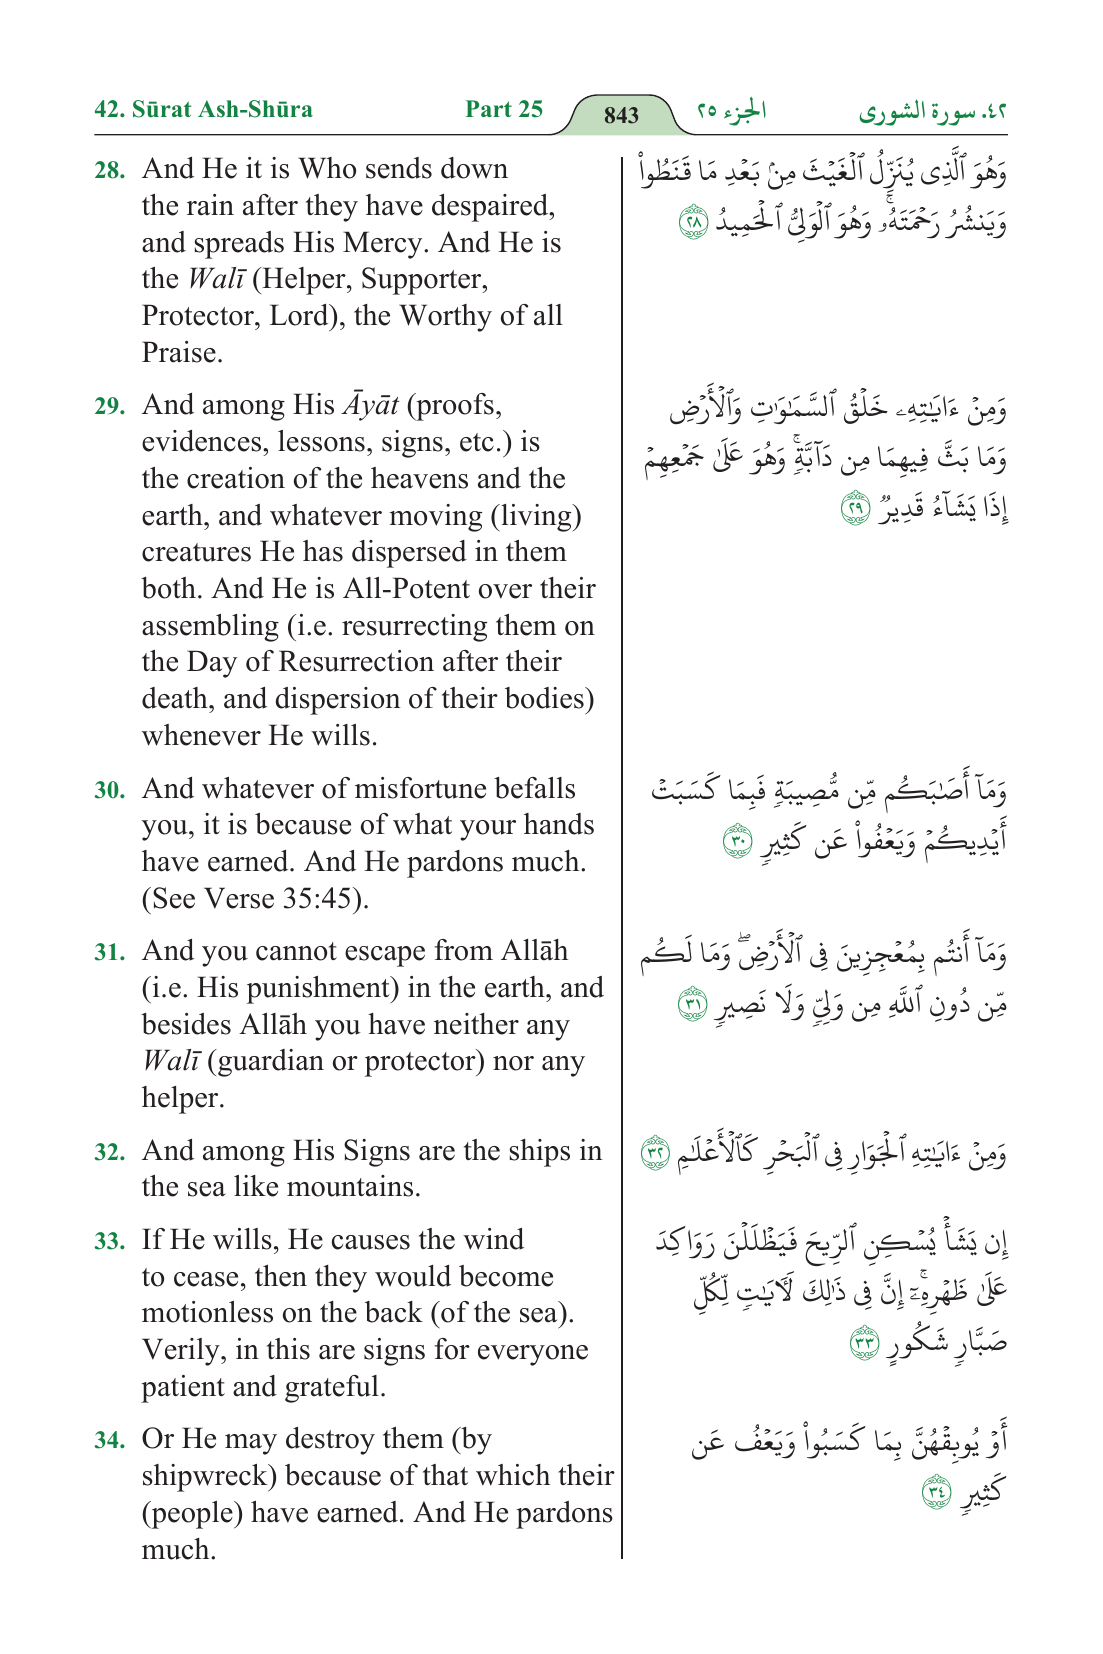 42. Sūrat Ash-Shūra
Part 25
843
الجزء ٢٥
٤٢. سورة الشورى
28. And He it is Who sends down
the rain after they have despaired,
and spreads His Mercy. And He is
the Walī (Helper, Supporter,
Protector, Lord), the Worthy of all
Praise.
29. And among His Āyāt (proofs,
evidences, lessons, signs, etc.) is
the creation of the heavens and the
earth, and whatever moving (living)
creatures He has dispersed in them
both. And He is All-Potent over their
assembling (i.e. resurrecting them on
the Day of Resurrection after their
death, and dispersion of their bodies)
whenever He wills.
30. And whatever of misfortune befalls
you, it is because of what your hands
have earned. And He pardons much.
(See Verse 35:45).
31. And you cannot escape from Allāh
(i.e. His punishment) in the earth, and
besides Allāh you have neither any
Walī (guardian or protector) nor any
helper.
32. And among His Signs are the ships in
the sea like mountains.
33. If He wills, He causes the wind
to cease, then they would become
motionless on the back (of the sea).
Verily, in this are signs for everyone
patient and grateful.
34. Or He may destroy them (by
shipwreck) because of that which their
(people) have earned. And He pardons
much.
وَهُوَ ٱلَّذِى يُنَزِّلُ ٱلْغَيْثَ مِنۢ بَعْدِ مَا قَنَطُوا۟
وَيَنشُرُ رَحْمَتَهُۥ ۚ وَهُوَ ٱلْوَلِىُّ ٱلْحَمِيدُ ٢٨
وَمِنْ ءَايَـٰتِهِۦ خَلْقُ ٱلسَّمَـٰوَٰتِ وَٱلْأَرْضِ
وَمَا بَثَّ فِيهِمَا مِن دَآبَّةٍۢ ۚ وَهُوَ عَلَىٰ جَمْعِهِمْ
إِذَا يَشَآءُ قَدِيرٌۭ ٢٩
وَمَآ أَصَـٰبَكُم مِّن مُّصِيبَةٍۢ فَبِمَا كَسَبَتْ
أَيْدِيكُمْ وَيَعْفُوا۟ عَن كَثِيرٍۢ ٣٠
وَمَآ أَنتُم بِمُعْجِزِينَ فِى ٱلْأَرْضِ ۖ وَمَا لَكُم
مِّن دُونِ ٱللَّهِ مِن وَلِىٍّۢ وَلَا نَصِيرٍۢ ٣١
وَمِنْ ءَايَـٰتِهِ ٱلْجَوَارِ فِى ٱلْبَحْرِ كَٱلْأَعْلَـٰمِ ٣٢
إِن يَشَأْ يُسْكِنِ ٱلرِّيحَ فَيَظْلَلْنَ رَوَاكِدَ
عَلَىٰ ظَهْرِهِۦٓ ۚ إِنَّ فِى ذَٰلِكَ لَـَٔايَـٰتٍۢ لِّكُلِّ
صَبَّارٍۢ شَكُورٍ ٣٣
أَوْ يُوبِقْهُنَّ بِمَا كَسَبُوا۟ وَيَعْفُ عَن
كَثِيرٍۢ ٣٤